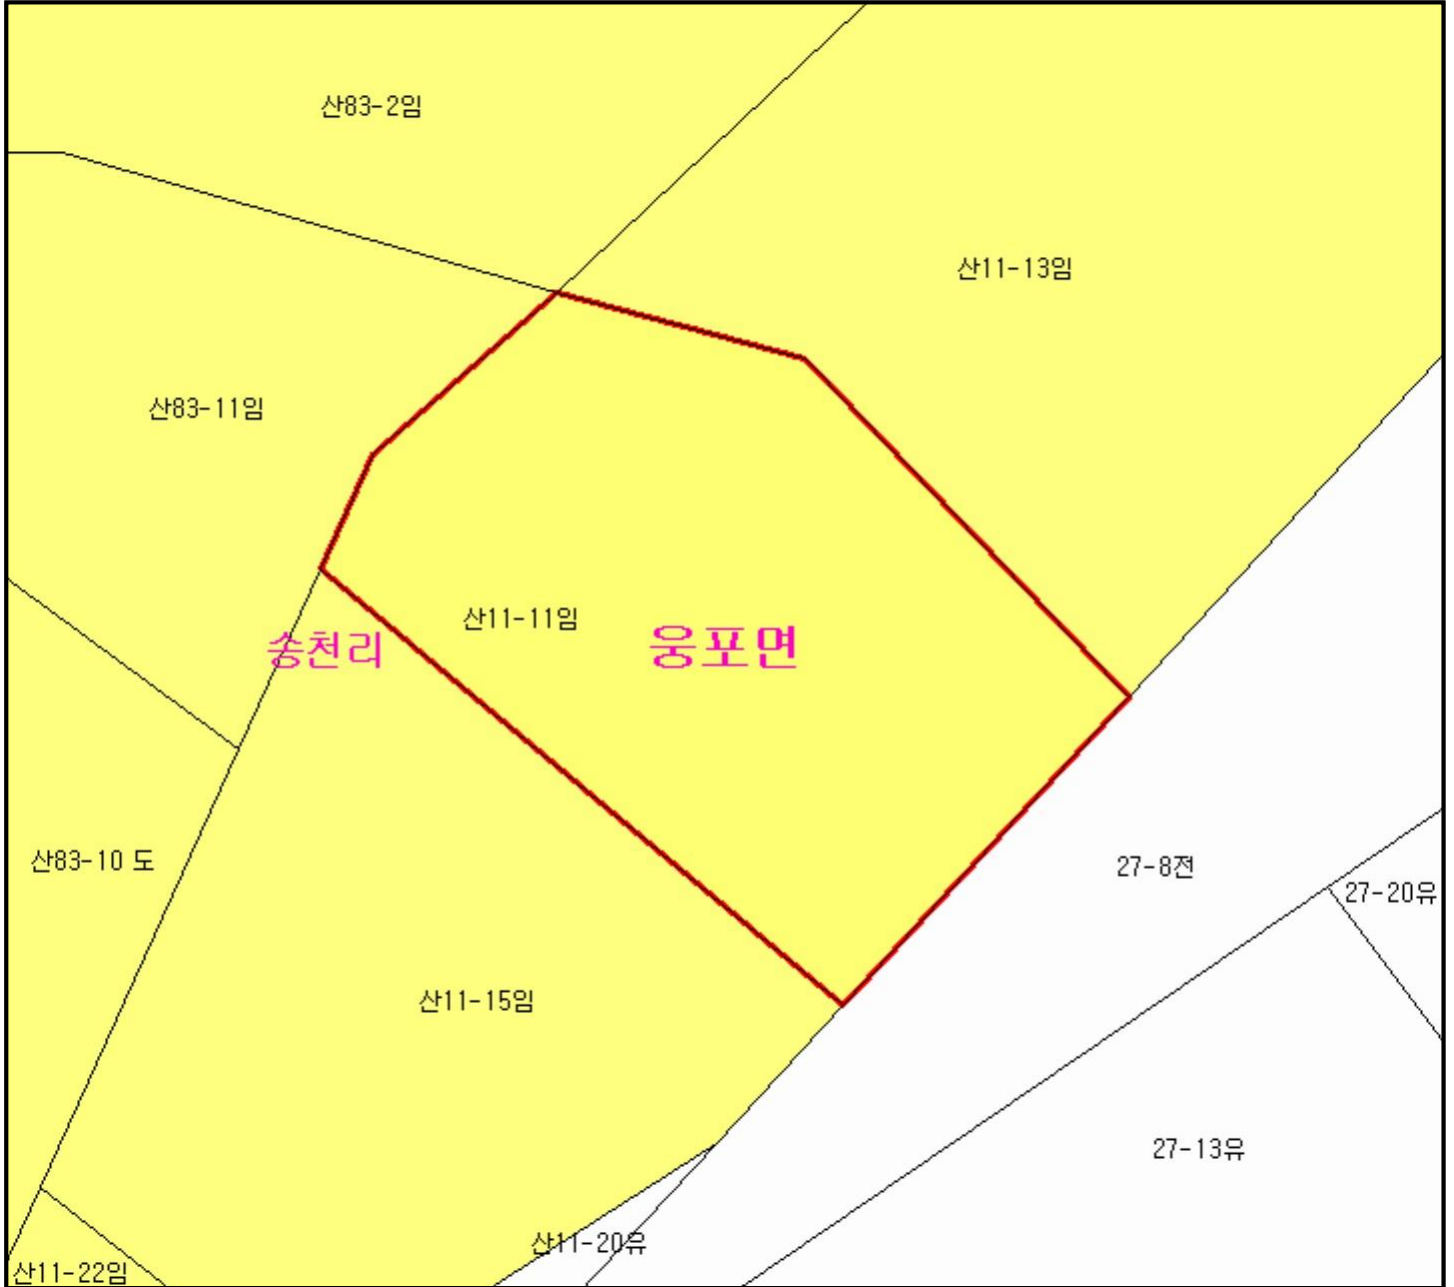 산83-2임
산11-13임
산83-11임
산11-11임
웅포면
송천리
산83-10 도
27-8전
27-20유
산11-15임
27-13유
산11-20유
산11-22임